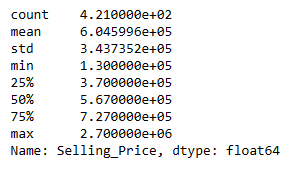 count    4.210000e+02
mean     6.045996e+05
std      3.437352e+05
min      1.300000e+05
25%      3.700000e+05
50%      5.670000e+05
75%      7.270000e+05
max      2.700000e+06
Name: Selling_Price, dtype: float64